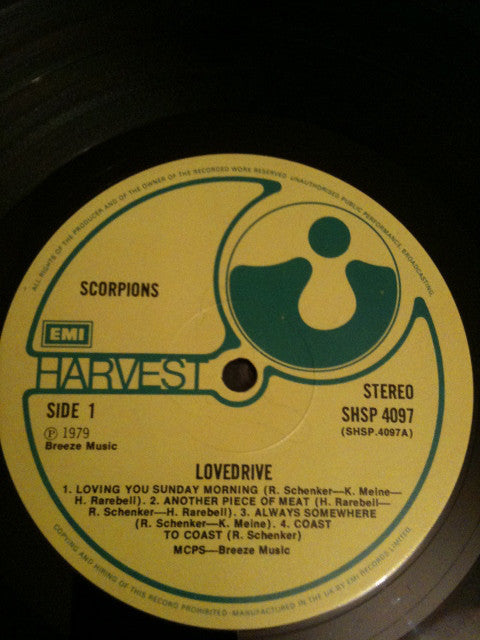 ALL RIGHTS OF THE PRODUCER AND OF THE OWNER OF THE RECORDED WORK RESERVED. UNAUTHORISED PUBLIC PERFORMANCE, BROADCASTING
SCORPIONS
EMI
HARVEST
SIDE 1
Ⓟ 1979
Breeze Music
STEREO
SHSP 4097
(SHSP.4097A)
LOVEDRIVE
1. LOVING YOU SUNDAY MORNING (R. Schenker—K. Meine—
H. Rarebell). 2. ANOTHER PIECE OF MEAT (H. Rarebell—
R. Schenker—H. Rarebell). 3. ALWAYS SOMEWHERE
(R. Schenker—K. Meine). 4. COAST
TO COAST (R. Schenker)
MCPS—Breeze Music
COPYING AND HIRING OF THIS RECORD PROHIBITED · MANUFACTURED IN THE UK BY EMI RECORDS LIMITED.